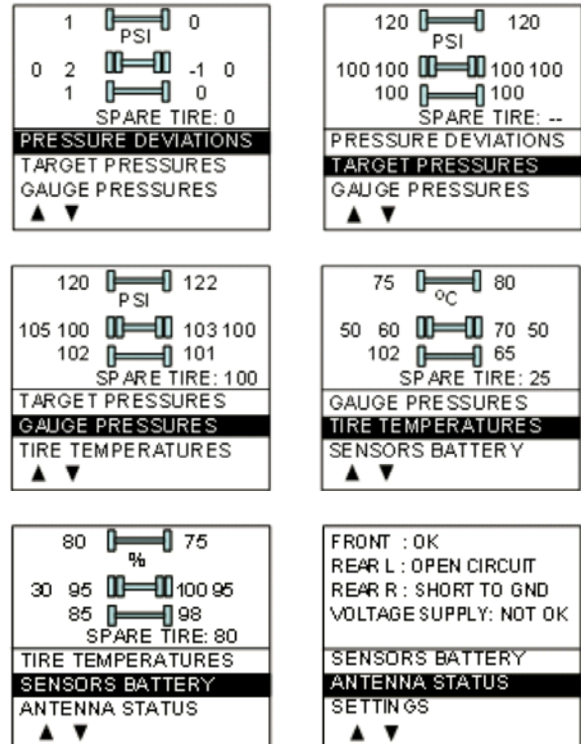 1 0
PSI
0 2 -1 0
1 0
SPARE TIRE: 0
PRESSURE DEVIATIONS
TARGET PRESSURES
GAUGE PRESSURES
▲ ▼
120 120
PSI
100 100 100 100
100 100
SPARE TIRE: --
PRESSURE DEVIATIONS
TARGET PRESSURES
GAUGE PRESSURES
▲ ▼
120 122
PSI
105 100 103 100
102 101
SPARE TIRE: 100
TARGET PRESSURES
GAUGE PRESSURES
TIRE TEMPERATURES
▲ ▼
75 80
°C
50 60 70 50
102 65
SPARE TIRE: 25
GAUGE PRESSURES
TIRE TEMPERATURES
SENSORS BATTERY
▲ ▼
80 75
%
30 95 100 95
85 98
SPARE TIRE: 80
TIRE TEMPERATURES
SENSORS BATTERY
ANTENNA STATUS
▲ ▼
FRONT : OK
REAR L : OPEN CIRCUIT
REAR R : SHORT TO GND
VOLTAGE SUPPLY: NOT OK
SENSORS BATTERY
ANTENNA STATUS
SETTINGS
▲ ▼